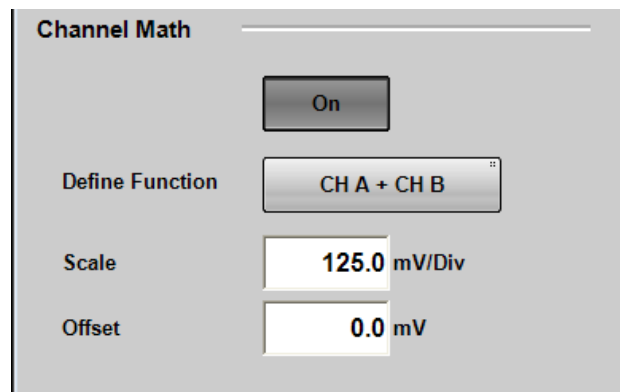 Channel Math
On
Define Function CH A + CH B
Scale 125.0 mV/Div
Offset 0.0 mV